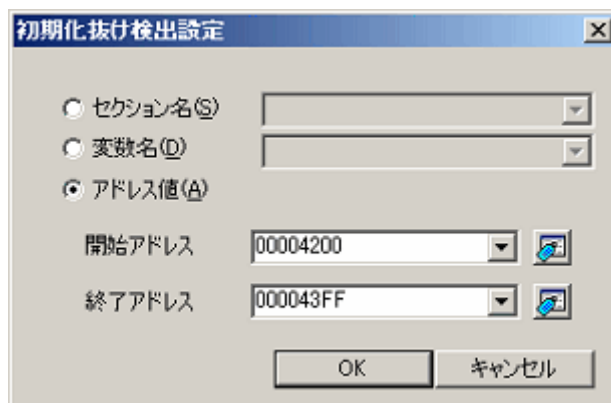 初期化抜け検出設定
セクション名(S)
変数名(D)
アドレス値(A)
開始アドレス 00004200
終了アドレス 000043FF
OK キャンセル